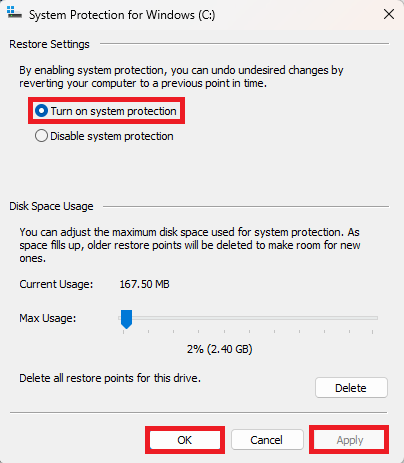 System Protection for Windows (C:)
Restore Settings
By enabling system protection, you can undo undesired changes by
reverting your computer to a previous point in time.
Turn on system protection
Disable system protection
Disk Space Usage
You can adjust the maximum disk space used for system protection. As
space fills up, older restore points will be deleted to make room for new
ones.
Current Usage: 167.50 MB
Max Usage:
2% (2.40 GB)
Delete all restore points for this drive.
Delete
OK Cancel Apply